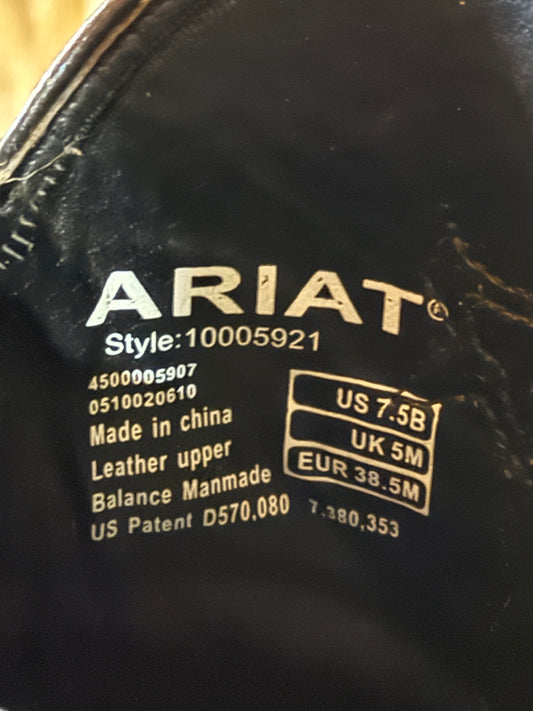 ARIAT®
Style:10005921
4500005907
0510020610
Made in china
Leather upper
Balance Manmade
US Patent D570,080 7.380,353
US 7.5B
UK 5M
EUR 38.5M